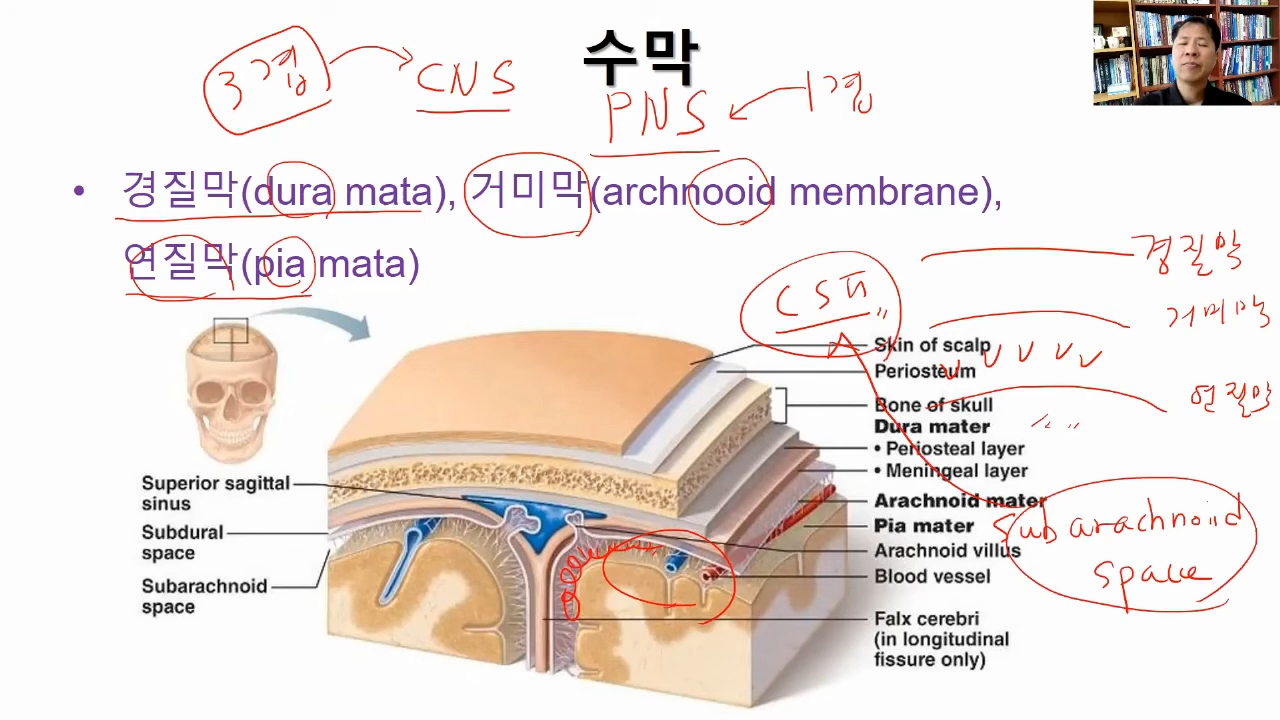 수막
3겹
CNS
PNS
1겹
• 경질막(dura mata), 거미막(archnooid membrane),
연질막(pia mata)
경질막
CSF
거미막
연질막
Skin of scalp
Periosteum
Bone of skull
Dura mater
• Periosteal layer
• Meningeal layer
Arachnoid mater
Pia mater
Arachnoid villus
Blood vessel
Falx cerebri
(in longitudinal
fissure only)
Superior sagittal
sinus
Subdural
space
Subarachnoid
space
Subarachnoid
space